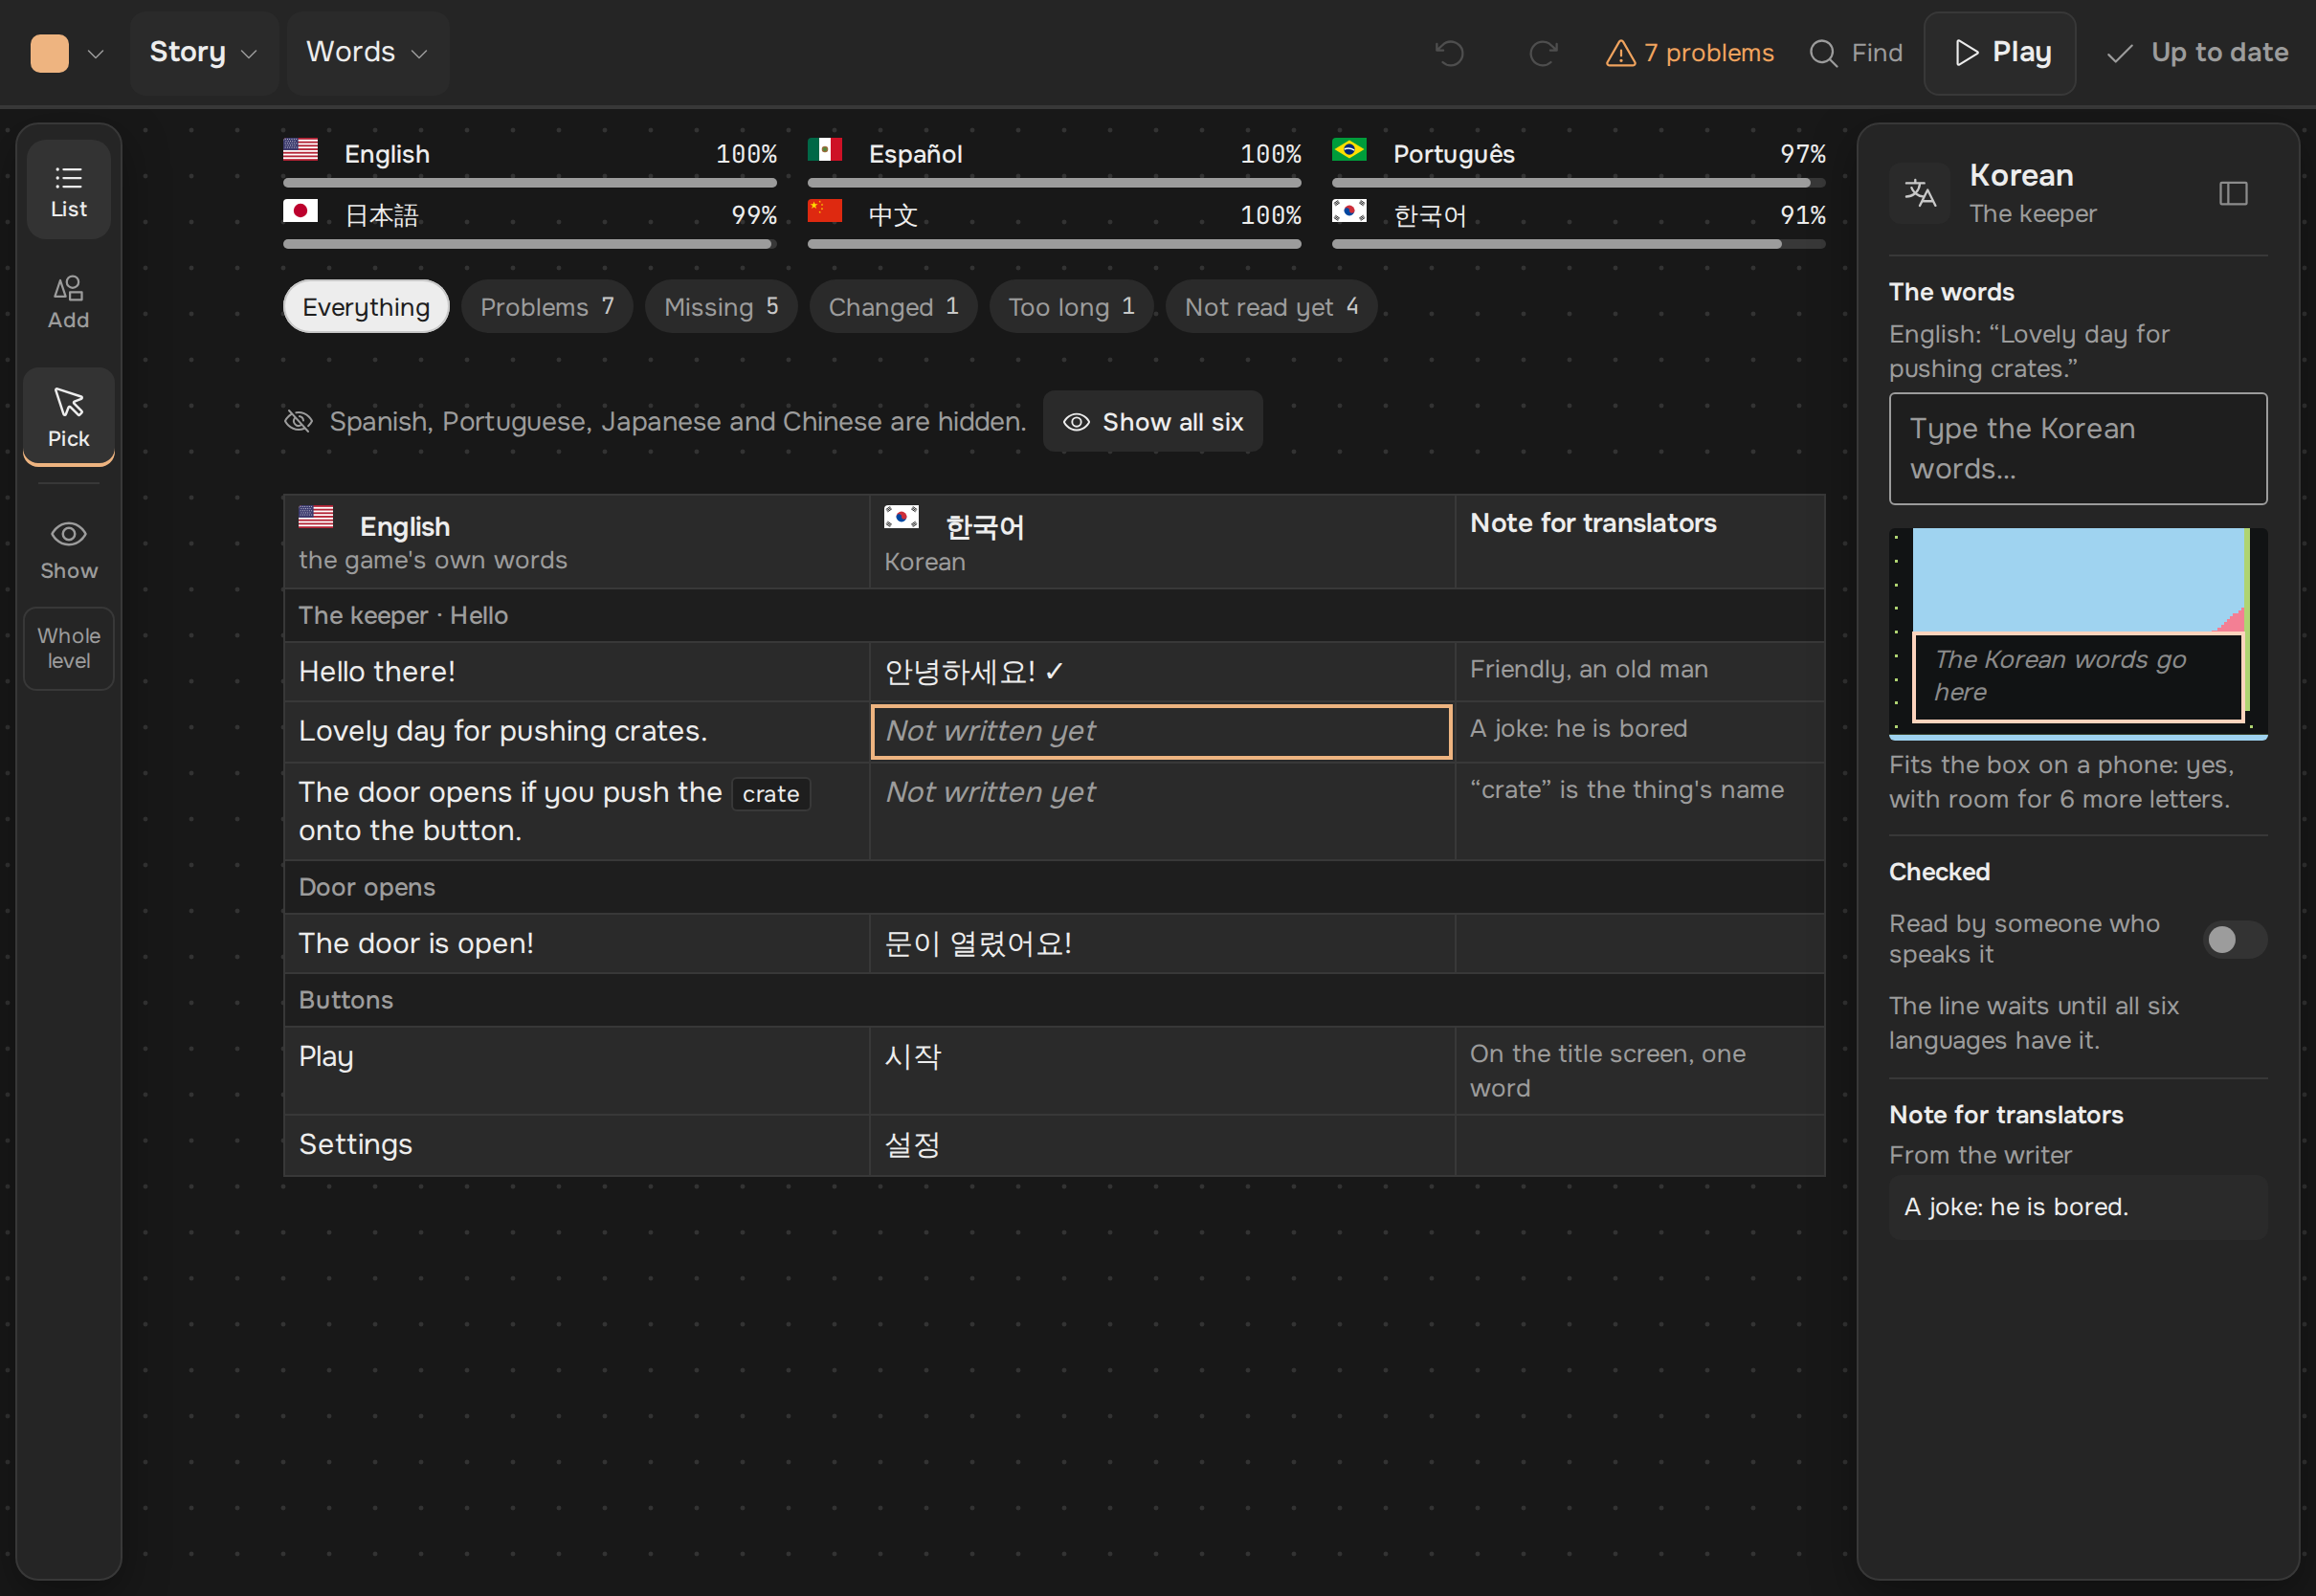 Story
Words
7 problems
Find
Play
Up to date
List
Add
Pick
Show
Whole
level
English 100%
Español 100%
Português 97%
日本語 99%
中文 100%
한국어 91%
Everything
Problems 7
Missing 5
Changed 1
Too long 1
Not read yet 4
Spanish, Portuguese, Japanese and Chinese are hidden.
Show all six
English
the game's own words
한국어
Korean
Note for translators
The keeper · Hello
Hello there!
안녕하세요! ✓
Friendly, an old man
Lovely day for pushing crates.
Not written yet
A joke: he is bored
The door opens if you push the crate
onto the button.
Not written yet
“crate” is the thing's name
Door opens
The door is open!
문이 열렸어요!
Buttons
Play
시작
On the title screen, one
word
Settings
설정
Korean
The keeper
The words
English: “Lovely day for
pushing crates.”
Type the Korean
words...
The Korean words go
here
Fits the box on a phone: yes,
with room for 6 more letters.
Checked
Read by someone who
speaks it
The line waits until all six
languages have it.
Note for translators
From the writer
A joke: he is bored.